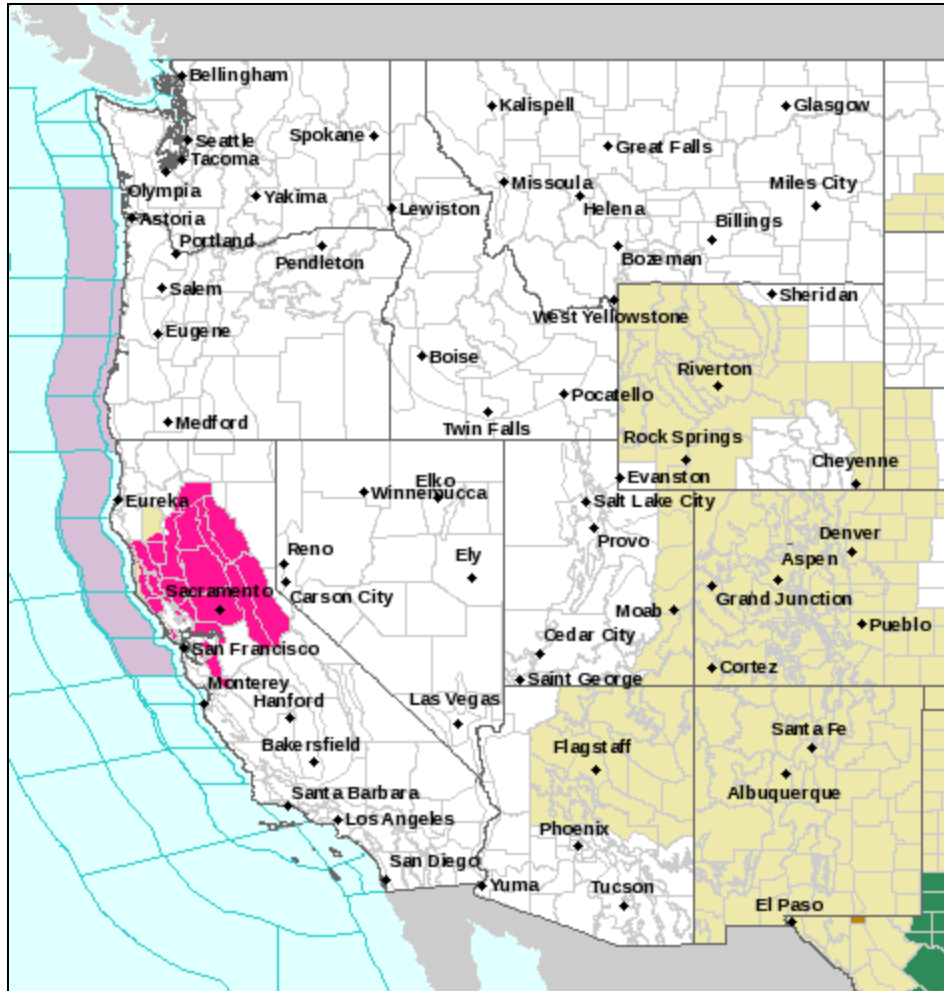 Bellingham
Kalispell
Glasgow
Spokane
Seattle
Great Falls
Tacoma
Missoula
Miles City
Olympia
Yakima
Helena
Lewiston
Astoria
Billings
Portland
Bozeman
Pendleton
Salem
Sheridan
West Yellowstone
Eugene
Boise
Riverton
Pocatello
Medford
Twin Falls
Rock Springs
Cheyenne
Elko
Evanston
Winnemucca
Eureka
Salt Lake City
Denver
Provo
Reno
Ely
Aspen
Sacramento
Carson City
Grand Junction
Moab
Pueblo
Cedar City
San Francisco
Cortez
Saint George
Monterey
Hanford
Las Vegas
Santa Fe
Bakersfield
Flagstaff
Santa Barbara
Albuquerque
Los Angeles
Phoenix
San Diego
Yuma
Tucson
El Paso